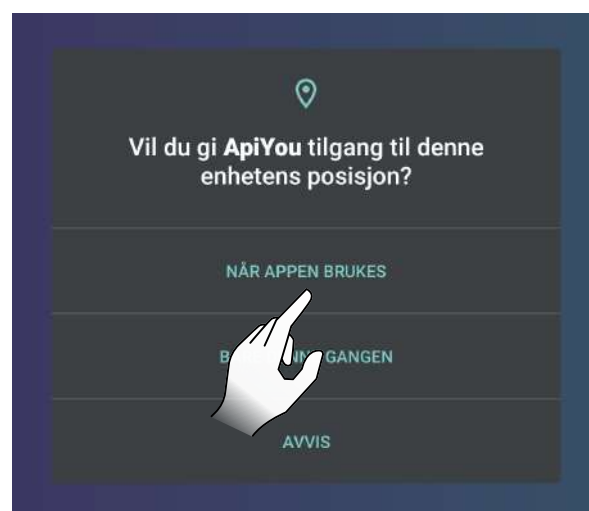 Vil du gi ApiYou tilgang til denne
enhetens posisjon?
NÅR APPEN BRUKES
GANGEN
AVVIS